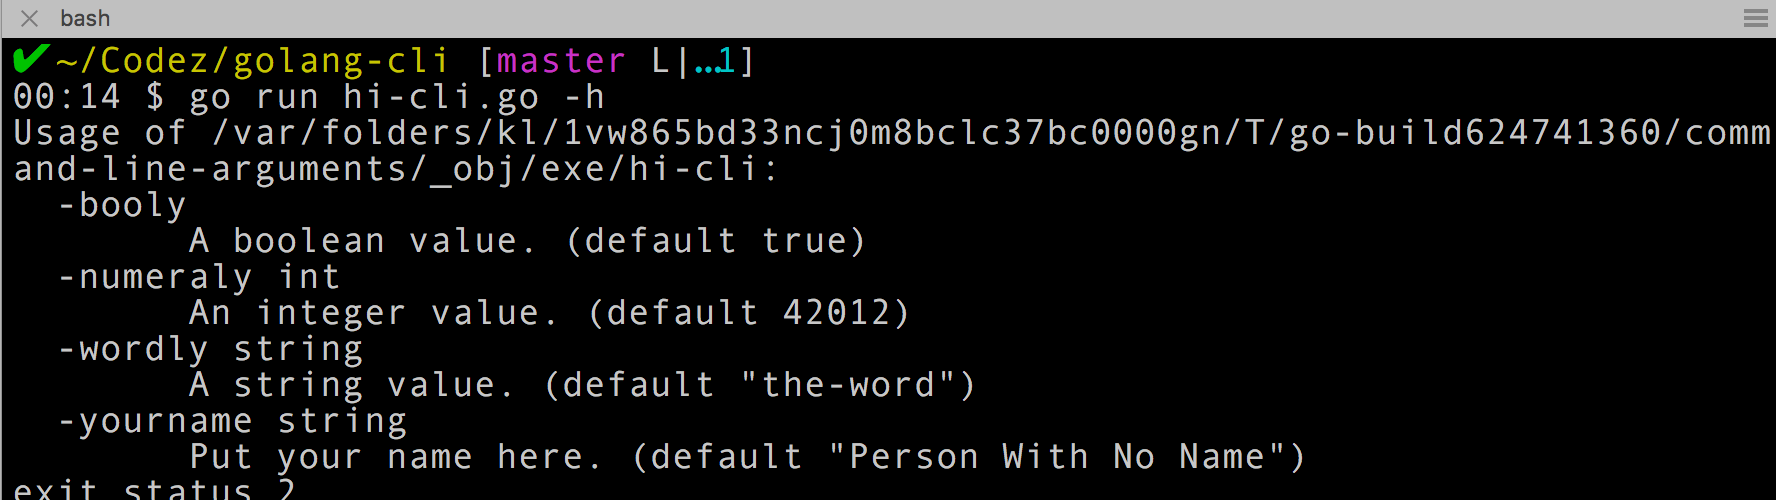 bash
✔ ~/Codez/golang-cli [master L|…1]
00:14 $ go run hi-cli.go -h
Usage of /var/folders/kl/1vw865bd33ncj0m8bclc37bc0000gn/T/go-build624741360/comm
and-line-arguments/_obj/exe/hi-cli:
  -booly
        A boolean value. (default true)
  -numeraly int
        An integer value. (default 42012)
  -wordly string
        A string value. (default "the-word")
  -yourname string
        Put your name here. (default "Person With No Name")
exit status 2